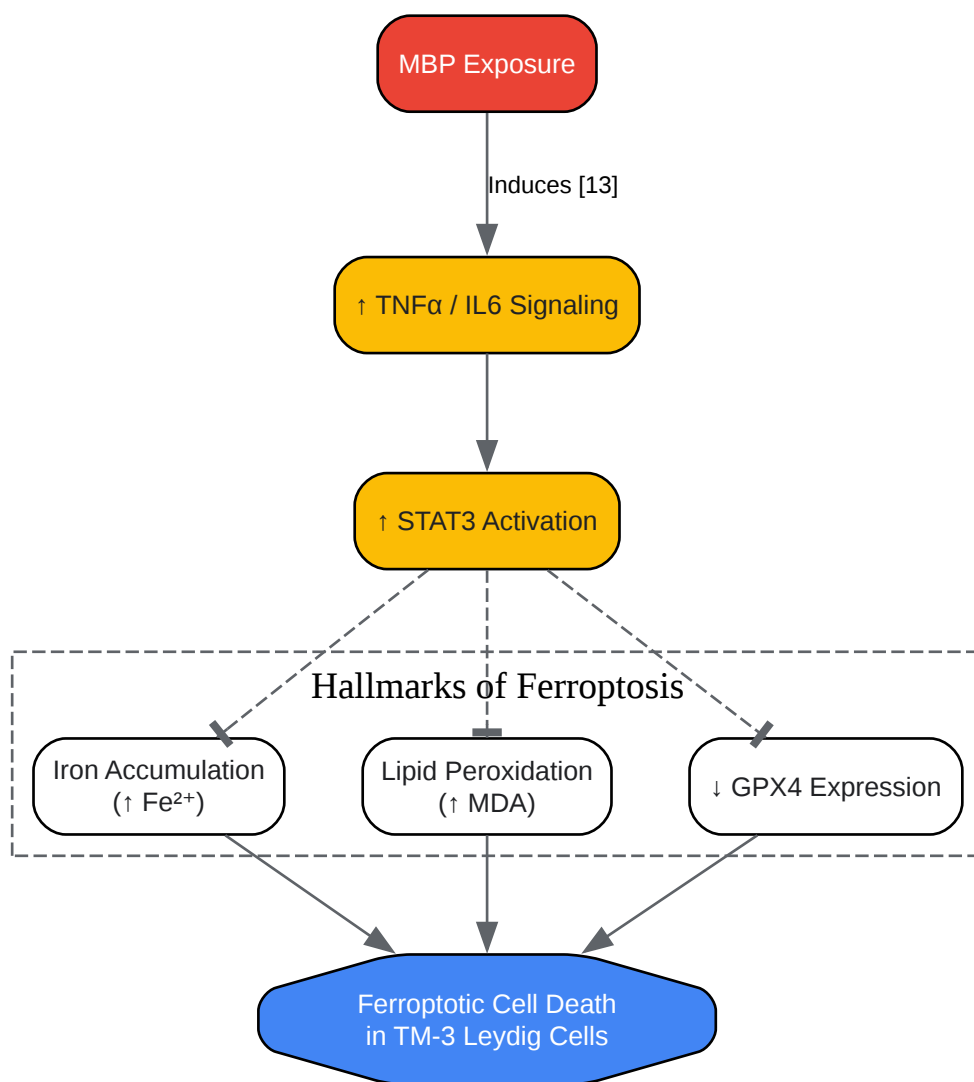 MBP Exposure
Induces [13]
↑ TNFα / IL6 Signaling
↑ STAT3 Activation
Hallmarks of Ferroptosis
Iron Accumulation
(↑ Fe²⁺)
Lipid Peroxidation
(↑ MDA)
↓ GPX4 Expression
Ferroptotic Cell Death
in TM-3 Leydig Cells